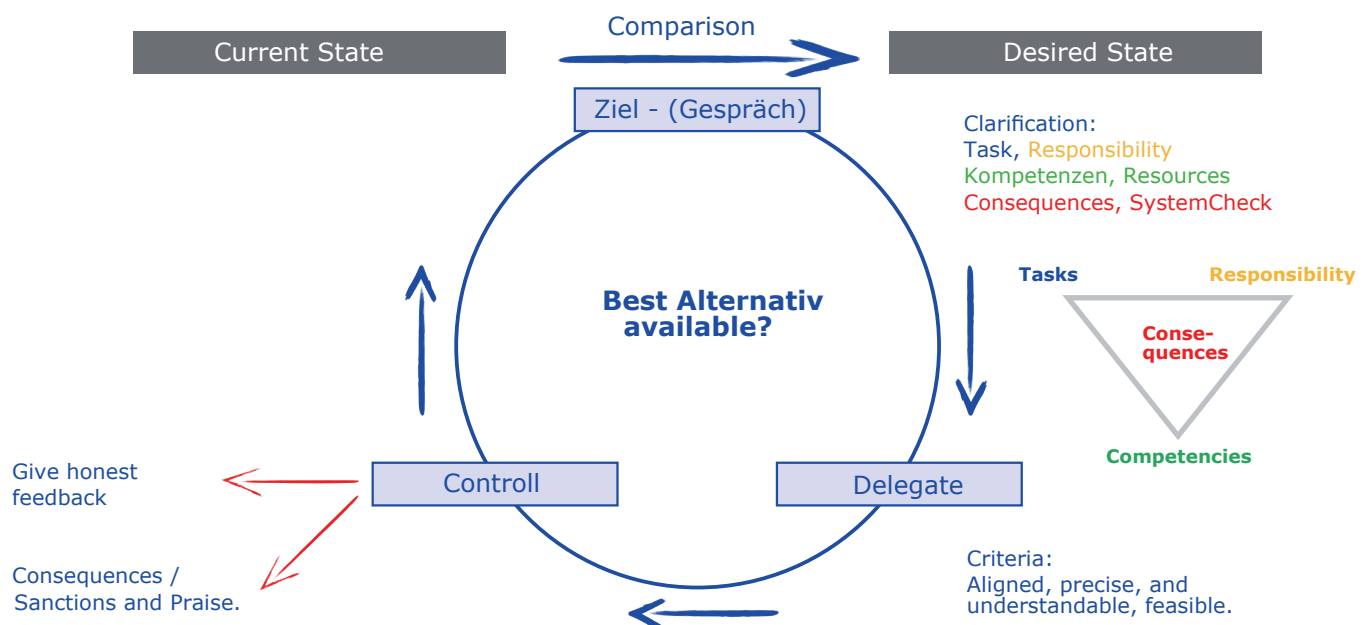 Comparison
Current State
Desired State
Ziel - (Gespräch)
Clarification:
Task, Responsibility
Kompetenzen, Resources
Consequences, SystemCheck
Tasks
Responsibility
Conse-
quences
Competencies
Best Alternativ
available?
Controll
Delegate
Give honest
feedback
Consequences /
Sanctions and Praise.
Criteria:
Aligned, precise, and
understandable, feasible.